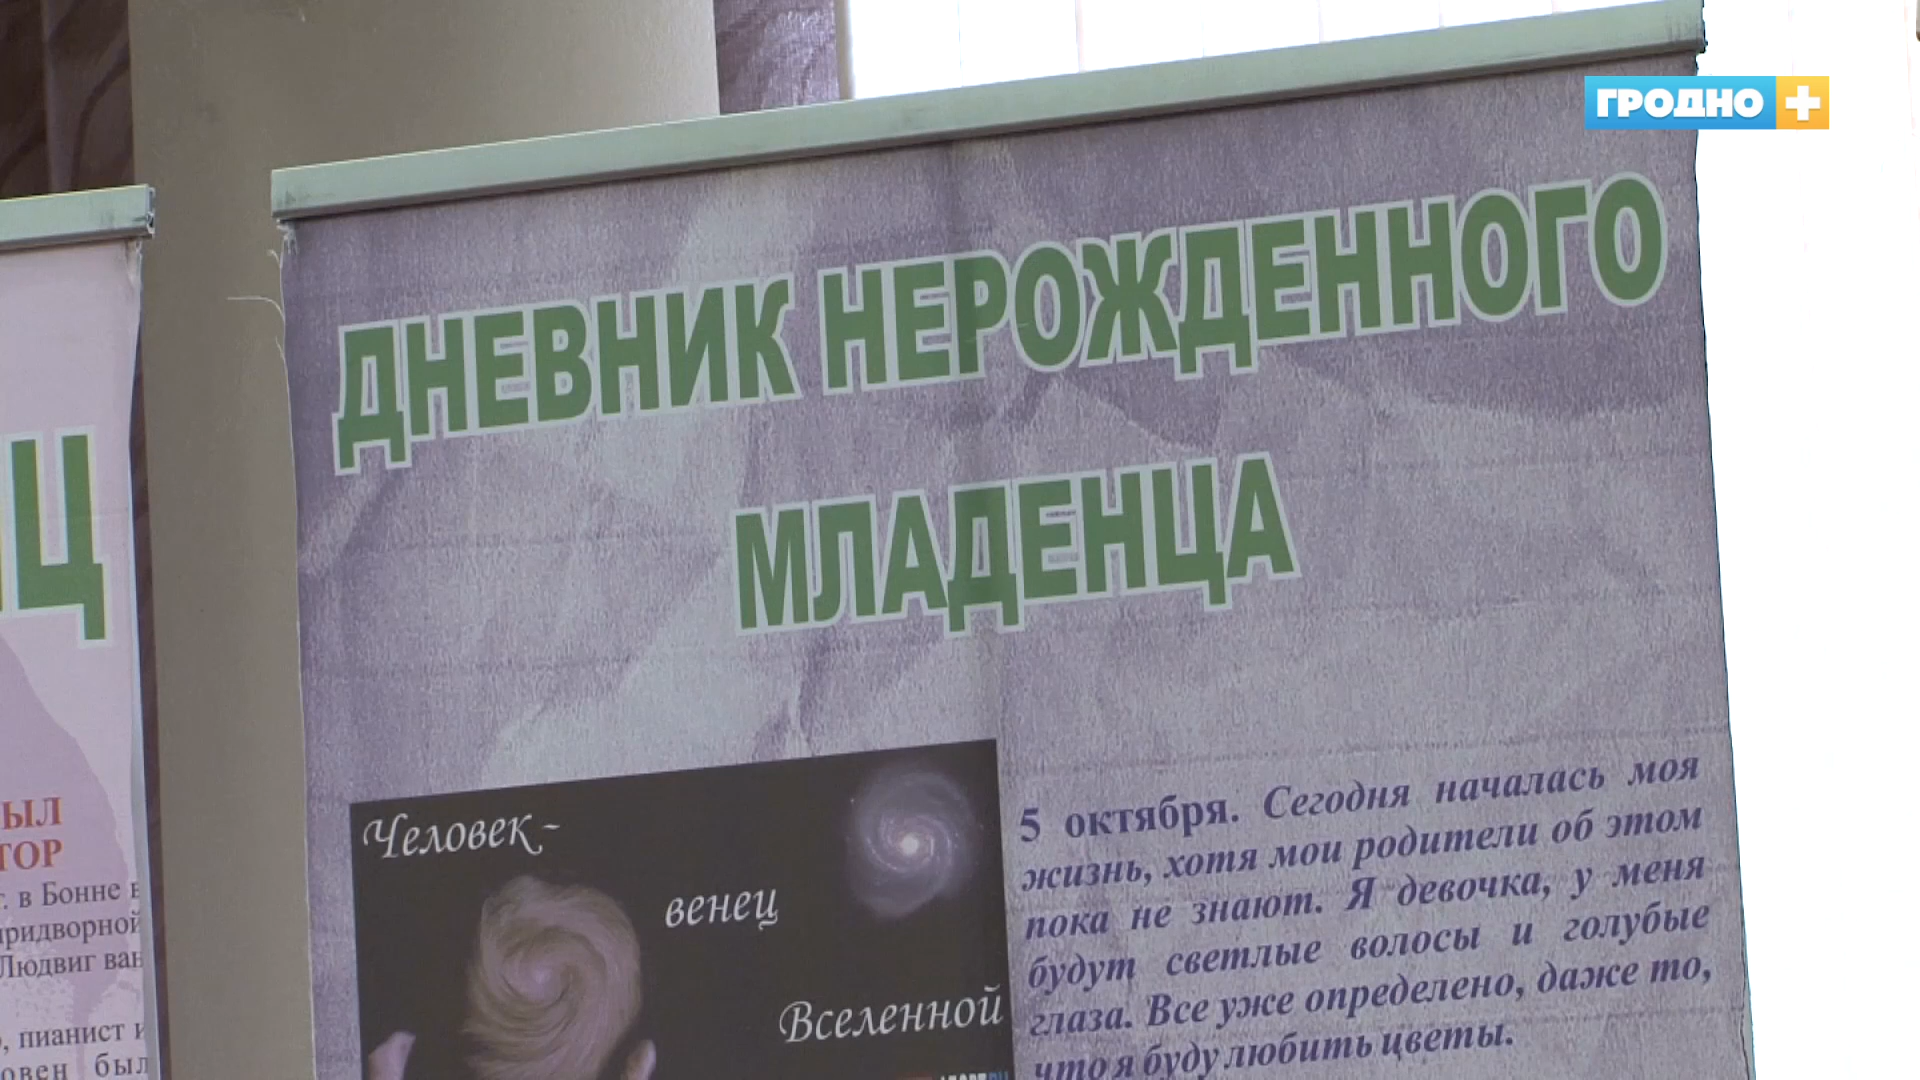 ГРОДНО +
ДНЕВНИК НЕРОЖДЕННОГО
МЛАДЕНЦА
Человек -
венец
Вселенной
5 октября. Сегодня началась моя
жизнь, хотя мои родители об этом
пока не знают. Я девочка, у меня
будут светлые волосы и голубые
глаза. Все уже определено, даже то,
что я буду любить цветы.
Ц
ЫЛ
ТОР
г. в Бонне в
придворной
Людвиг ван
, пианист и
овен был